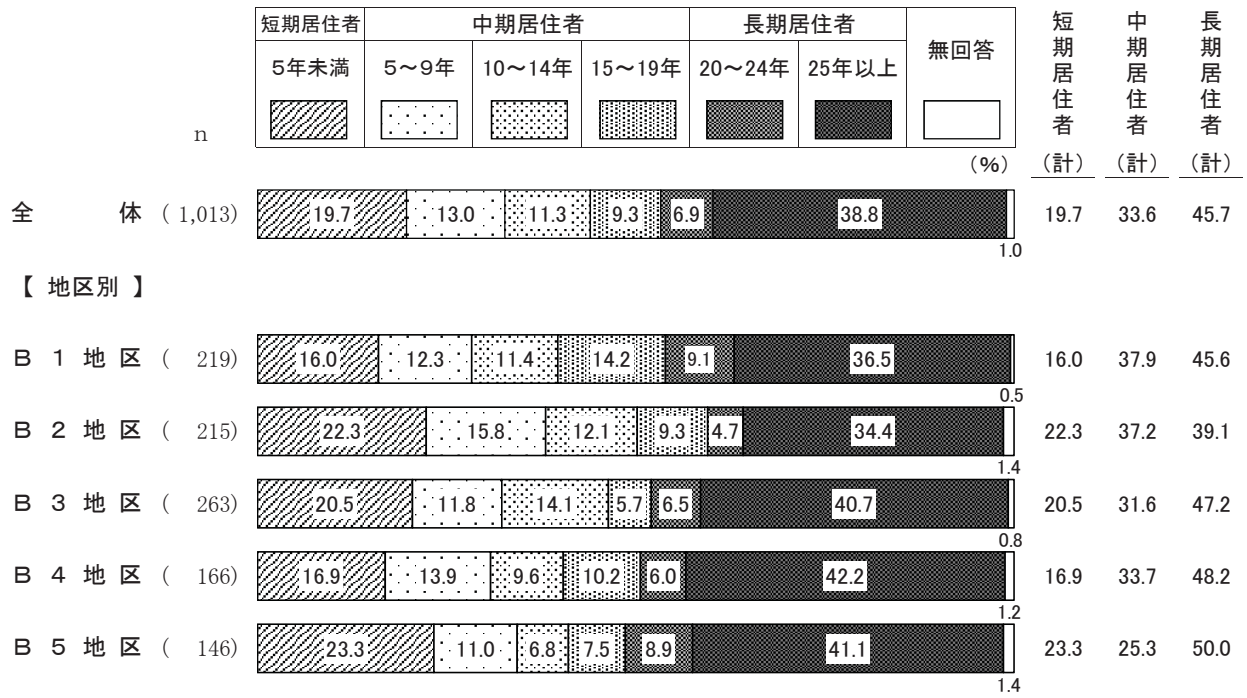 短期居住者 中期居住者 長期居住者 無回答
5年未満 5～9年 10～14年 15～19年 20～24年 25年以上
n
(%)
短期居住者(計) 中期居住者(計) 長期居住者(計)
全体 (1,013) 19.7 13.0 11.3 9.3 6.9 38.8 19.7 33.6 45.7
1.0
【 地区別 】
B1地区 ( 219) 16.0 12.3 11.4 14.2 9.1 36.5 16.0 37.9 45.6
0.5
B2地区 ( 215) 22.3 15.8 12.1 9.3 4.7 34.4 22.3 37.2 39.1
1.4
B3地区 ( 263) 20.5 11.8 14.1 5.7 6.5 40.7 20.5 31.6 47.2
0.8
B4地区 ( 166) 16.9 13.9 9.6 10.2 6.0 42.2 16.9 33.7 48.2
1.2
B5地区 ( 146) 23.3 11.0 6.8 7.5 8.9 41.1 23.3 25.3 50.0
1.4